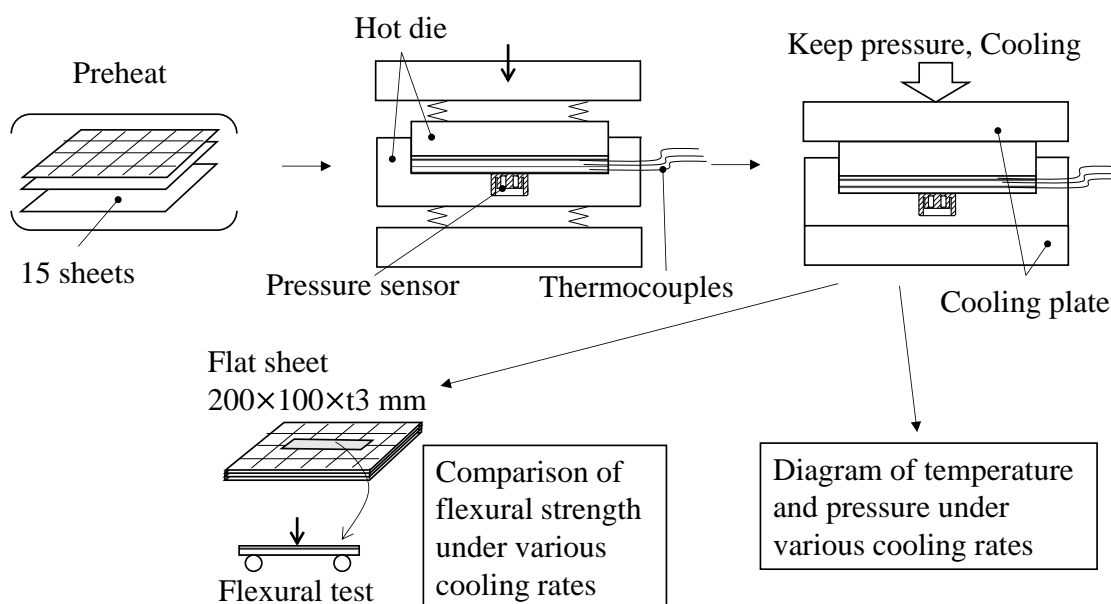 Preheat
15 sheets
Hot die
Pressure sensor
Thermocouples
Keep pressure, Cooling
Cooling plate
Flat sheet
200×100×t3 mm
Flexural test
Comparison of
flexural strength
under various
cooling rates
Diagram of temperature
and pressure under
various cooling rates